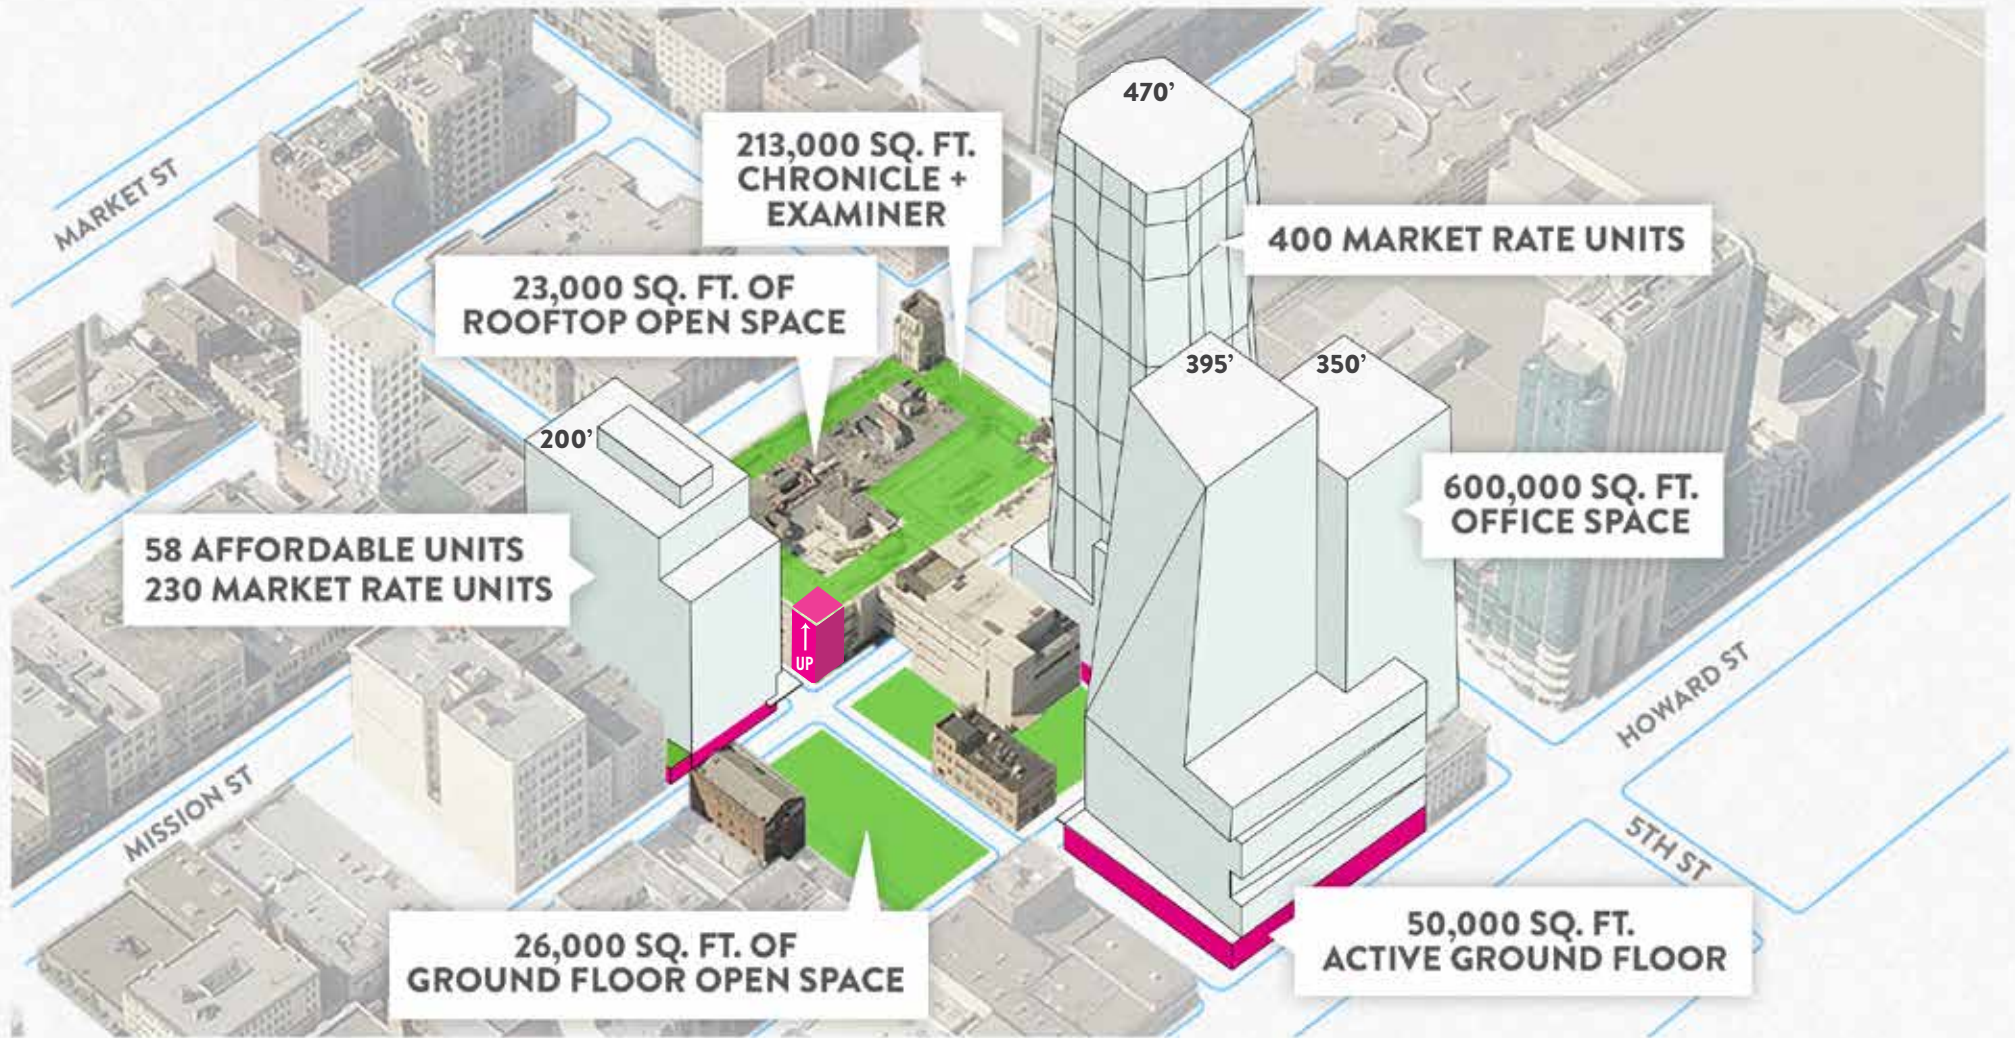 470’
213,000 SQ. FT.
CHRONICLE +
EXAMINER
MARKET ST
400 MARKET RATE UNITS
23,000 SQ. FT. OF
ROOFTOP OPEN SPACE
395’
350’
200’
600,000 SQ. FT.
OFFICE SPACE
58 AFFORDABLE UNITS
230 MARKET RATE UNITS
UP
HOWARD ST
MISSION ST
5TH ST
26,000 SQ. FT. OF
GROUND FLOOR OPEN SPACE
50,000 SQ. FT.
ACTIVE GROUND FLOOR